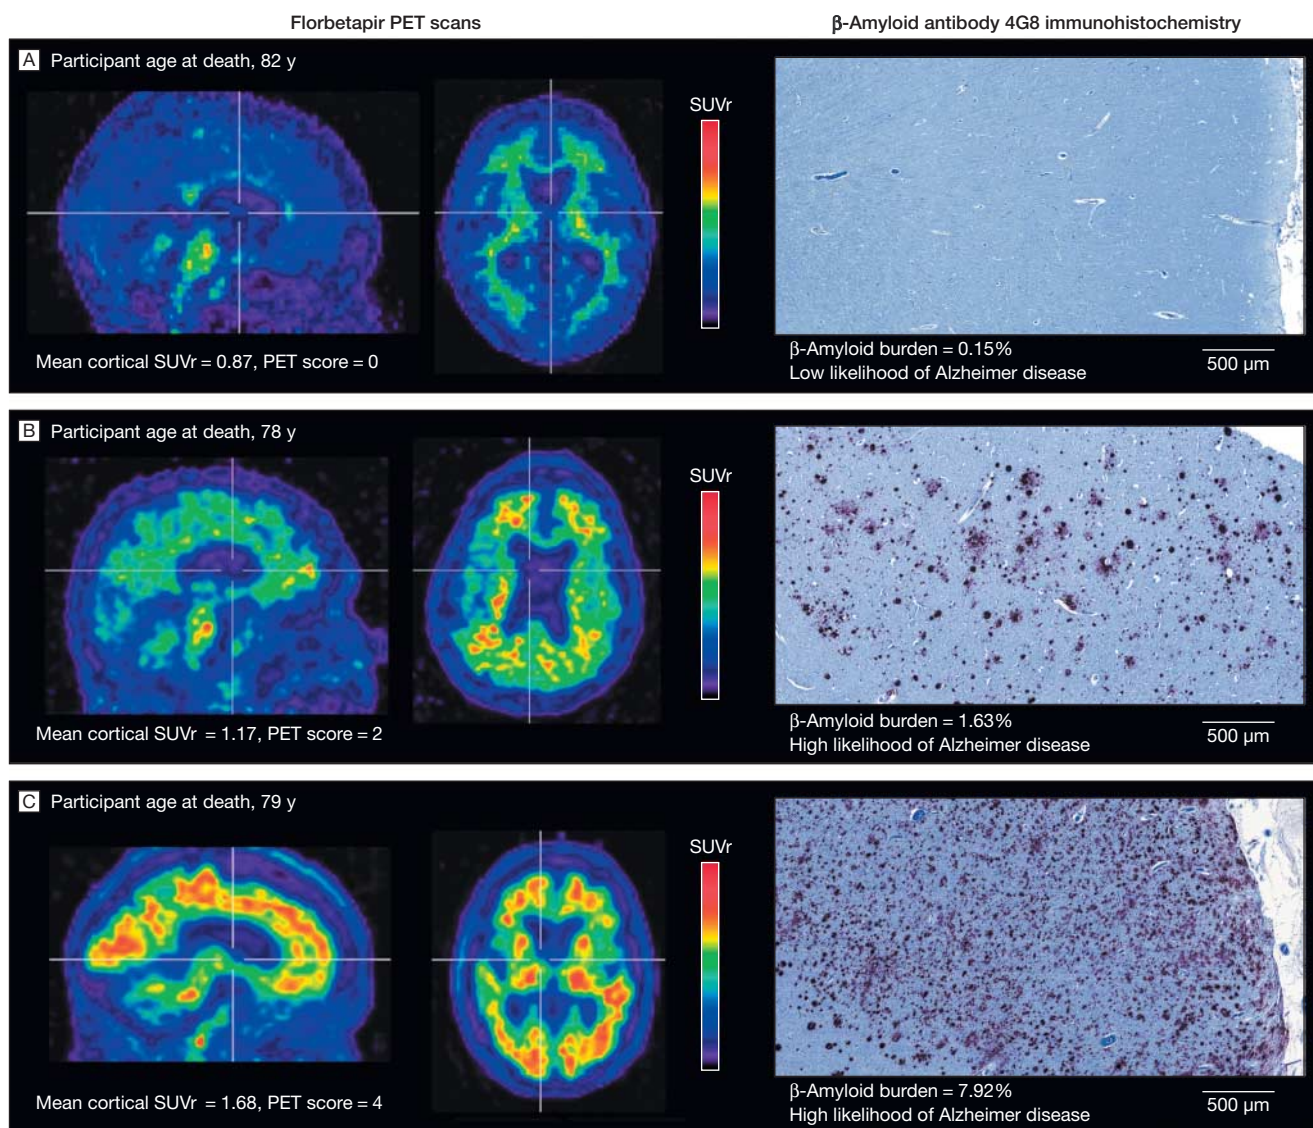 Florbetapir PET scans
β-Amyloid antibody 4G8 immunohistochemistry
A Participant age at death, 82 y
SUVr
Mean cortical SUVr = 0.87, PET score = 0
β-Amyloid burden = 0.15%
Low likelihood of Alzheimer disease
500 μm
B Participant age at death, 78 y
SUVr
Mean cortical SUVr = 1.17, PET score = 2
β-Amyloid burden = 1.63%
High likelihood of Alzheimer disease
500 μm
C Participant age at death, 79 y
SUVr
Mean cortical SUVr = 1.68, PET score = 4
β-Amyloid burden = 7.92%
High likelihood of Alzheimer disease
500 μm